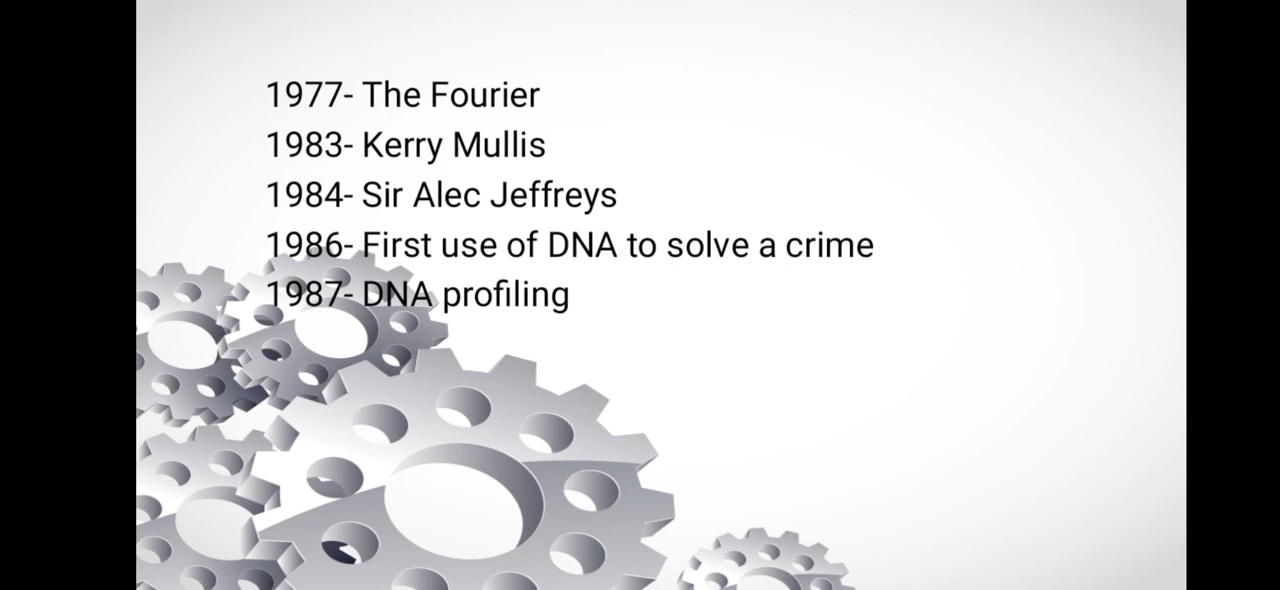 1977- The Fourier
1983- Kerry Mullis
1984- Sir Alec Jeffreys
1986- First use of DNA to solve a crime
1987- DNA profiling